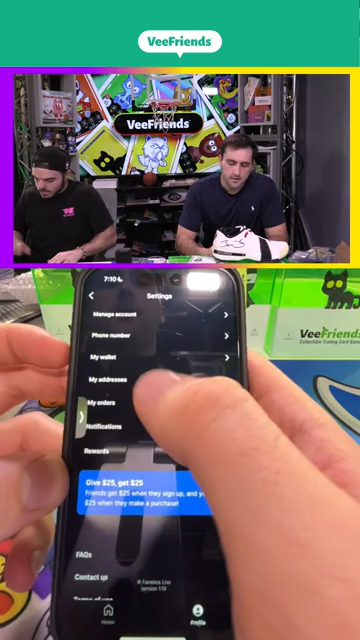 VeeFriends
VeeFriends
7:10
Settings
Manage account
Phone number
My wallet
My addresses
My orders
Notifications
Rewards
Give $25, get $25
Friends get $25 when they sign up, and
$25 when they make a purchase!
FAQs
Contact us
Fanatics Live
VeeFriends
Collectible Trading Card Game
Home
Profile